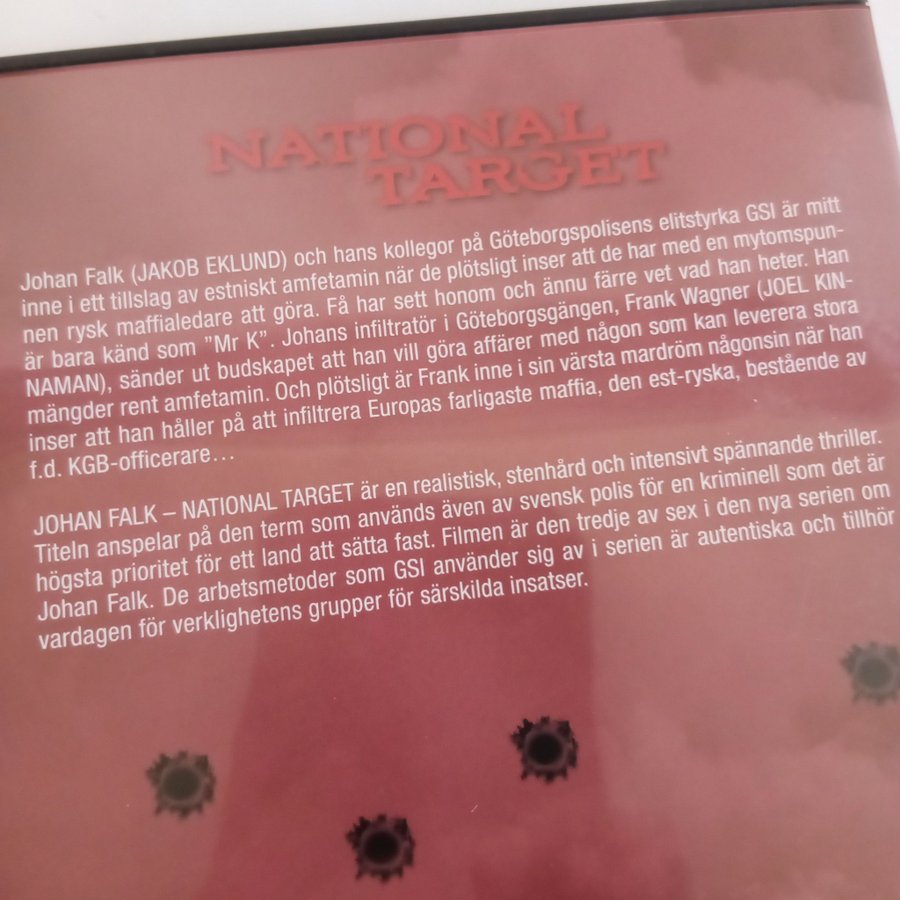 NATIONAL
TARGET
Johan Falk (JAKOB EKLUND) och hans kollegor på Göteborgspolisens elitstyrka GSI är mitt
inne i ett tillslag av estniskt amfetamin när de plötsligt inser att de har med en mytomspun-
nen rysk maffialedare att göra. Få har sett honom och ännu färre vet vad han heter. Han
är bara känd som ”Mr K”. Johans infiltratör i Göteborgsgängen, Frank Wagner (JOEL KIN-
NAMAN), sänder ut budskapet att han vill göra affärer med någon som kan leverera stora
mängder rent amfetamin. Och plötsligt är Frank inne i sin värsta mardröm någonsin när han
inser att han håller på att infiltrera Europas farligaste maffia, den est-ryska, bestående av
f.d. KGB-officerare...
JOHAN FALK – NATIONAL TARGET är en realistisk, stenhård och intensivt spännande thriller.
Titeln anspelar på den term som används även av svensk polis för en kriminell som det är
högsta prioritet för ett land att sätta fast. Filmen är den tredje av sex i den nya serien om
Johan Falk. De arbetsmetoder som GSI använder sig av i serien är autentiska och tillhör
vardagen för verklighetens grupper för särskilda insatser.